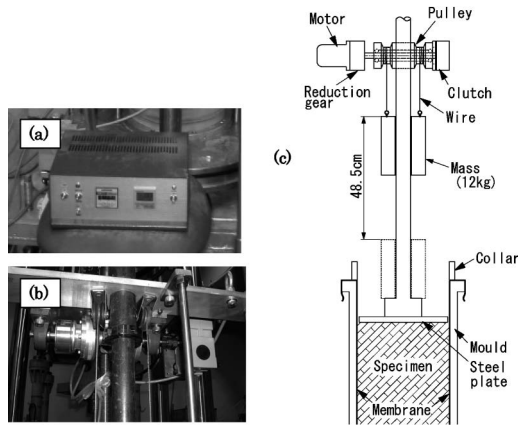 (a)
(b)
(c)
Motor
Pulley
Reduction
gear
Clutch
Wire
Mass
(12kg)
48.5cm
Collar
Mould
Steel
plate
Specimen
Membrane